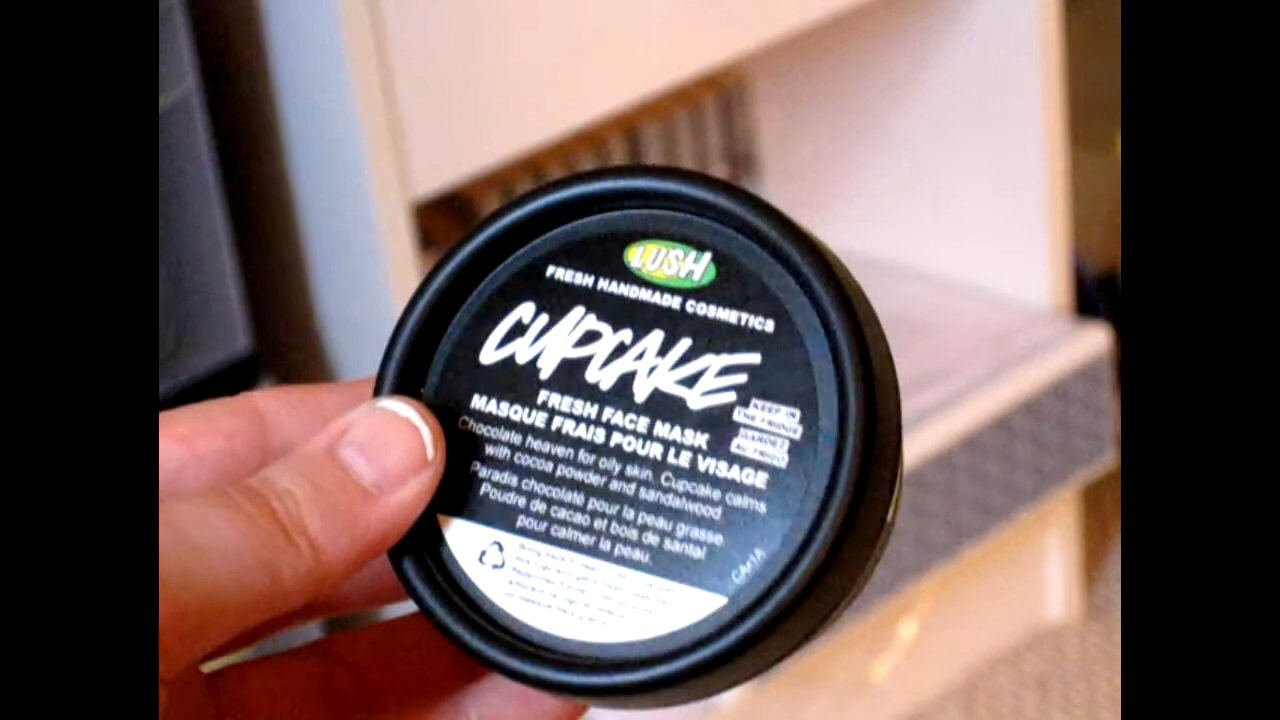 LUSH
FRESH HANDMADE COSMETICS
CUPCAKE
FRESH FACE MASK
MASQUE FRAIS POUR LE VISAGE
KEEP IN
THE FRIDGE
GARDEZ
AU FRIGO
Chocolate heaven for oily skin. Cupcake calms
with cocoa powder and sandalwood
Paradis chocolaté pour la peau grasse.
Poudre de cacao et bois de santal
pour calmer la peau.